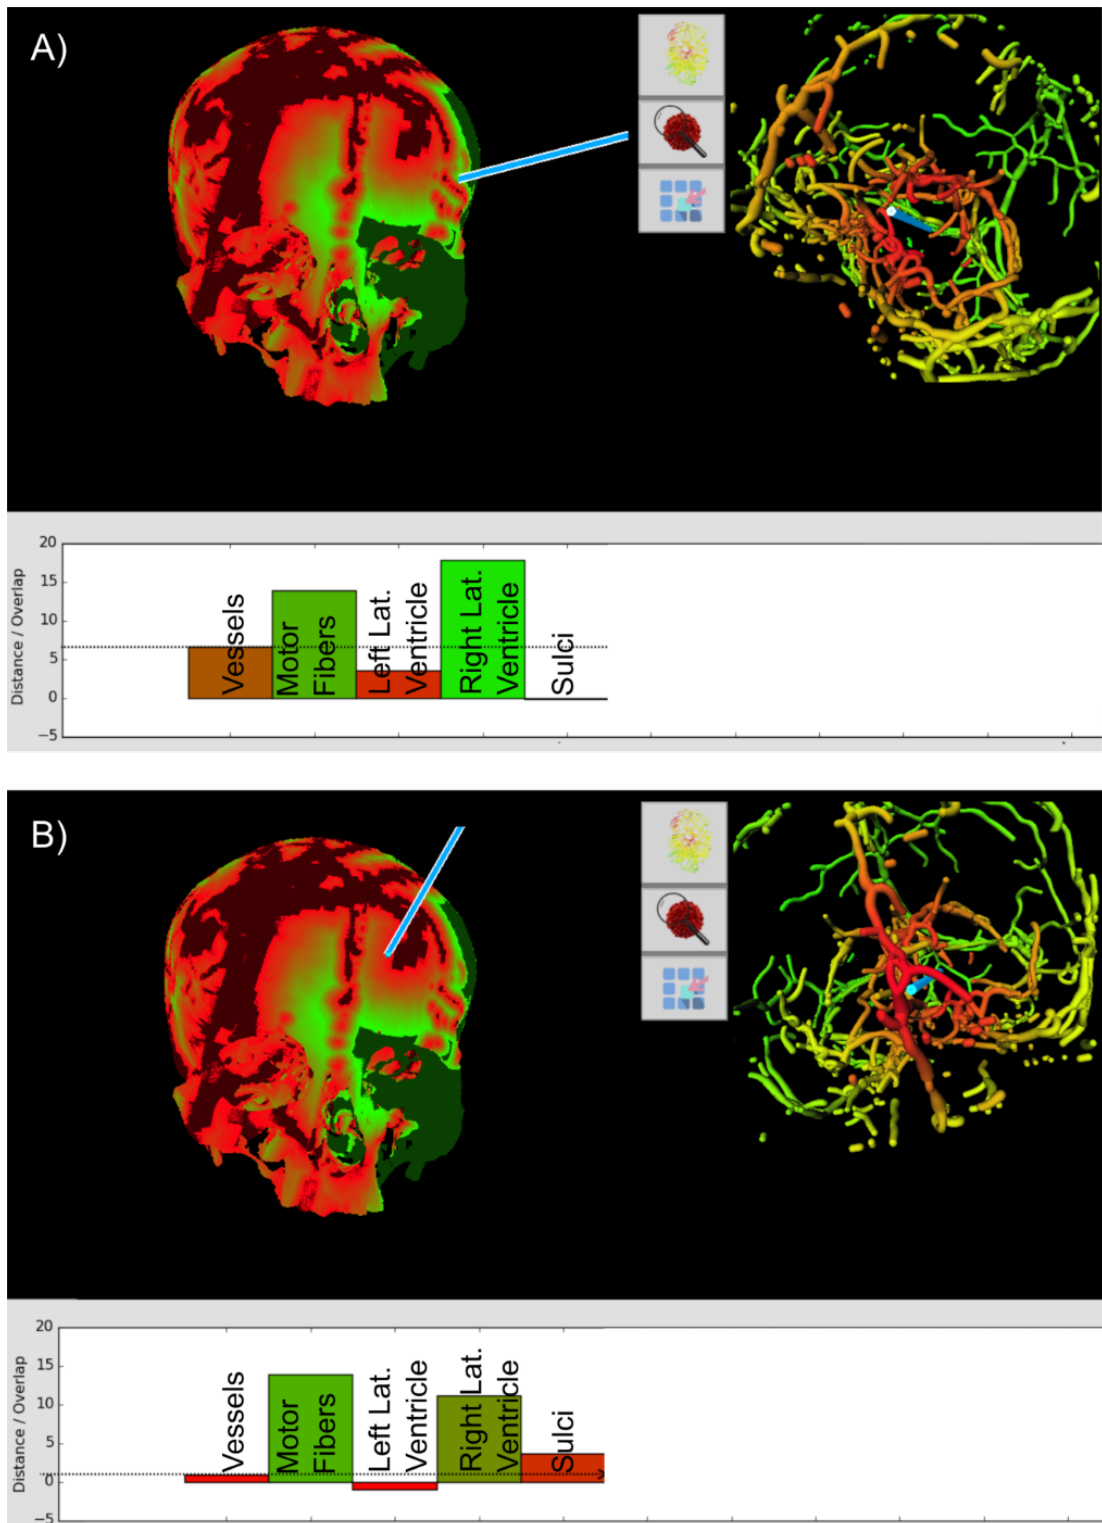 A)
20
15
10
5
0
−5
Distance / Overlap
Vessels
Motor
Fibers
Left Lat.
Ventricle
Right Lat.
Ventricle
Sulci
B)
20
15
10
5
0
−5
Distance / Overlap
Vessels
Motor
Fibers
Left Lat.
Ventricle
Right Lat.
Ventricle
Sulci